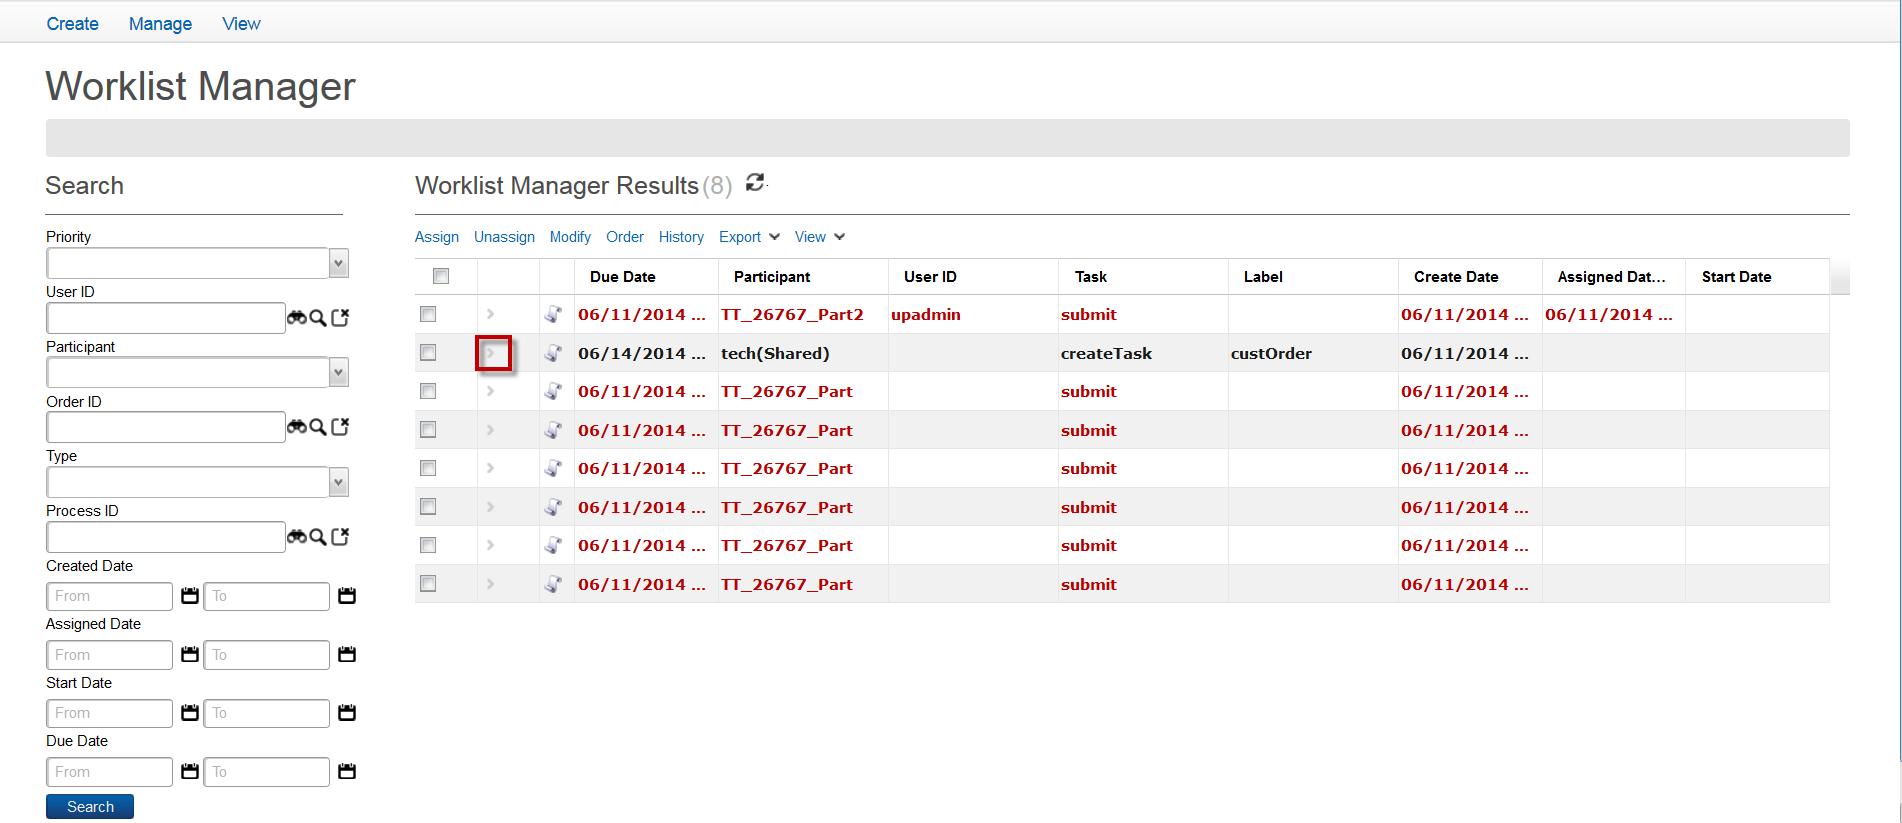 Create Manage View
Worklist Manager
Search
Priority
User ID
Participant
Order ID
Type
Process ID
Created Date
From To
Assigned Date
From To
Start Date
From To
Due Date
From To
Search
Worklist Manager Results (8)
Assign Unassign Modify Order History Export View
Due Date Participant User ID Task Label Create Date Assigned Dat... Start Date
06/11/2014 ... TT_26767_Part2 upadmin submit 06/11/2014 ... 06/11/2014 ...
06/14/2014 ... tech(Shared) createTask custOrder 06/11/2014 ...
06/11/2014 ... TT_26767_Part submit 06/11/2014 ...
06/11/2014 ... TT_26767_Part submit 06/11/2014 ...
06/11/2014 ... TT_26767_Part submit 06/11/2014 ...
06/11/2014 ... TT_26767_Part submit 06/11/2014 ...
06/11/2014 ... TT_26767_Part submit 06/11/2014 ...
06/11/2014 ... TT_26767_Part submit 06/11/2014 ...